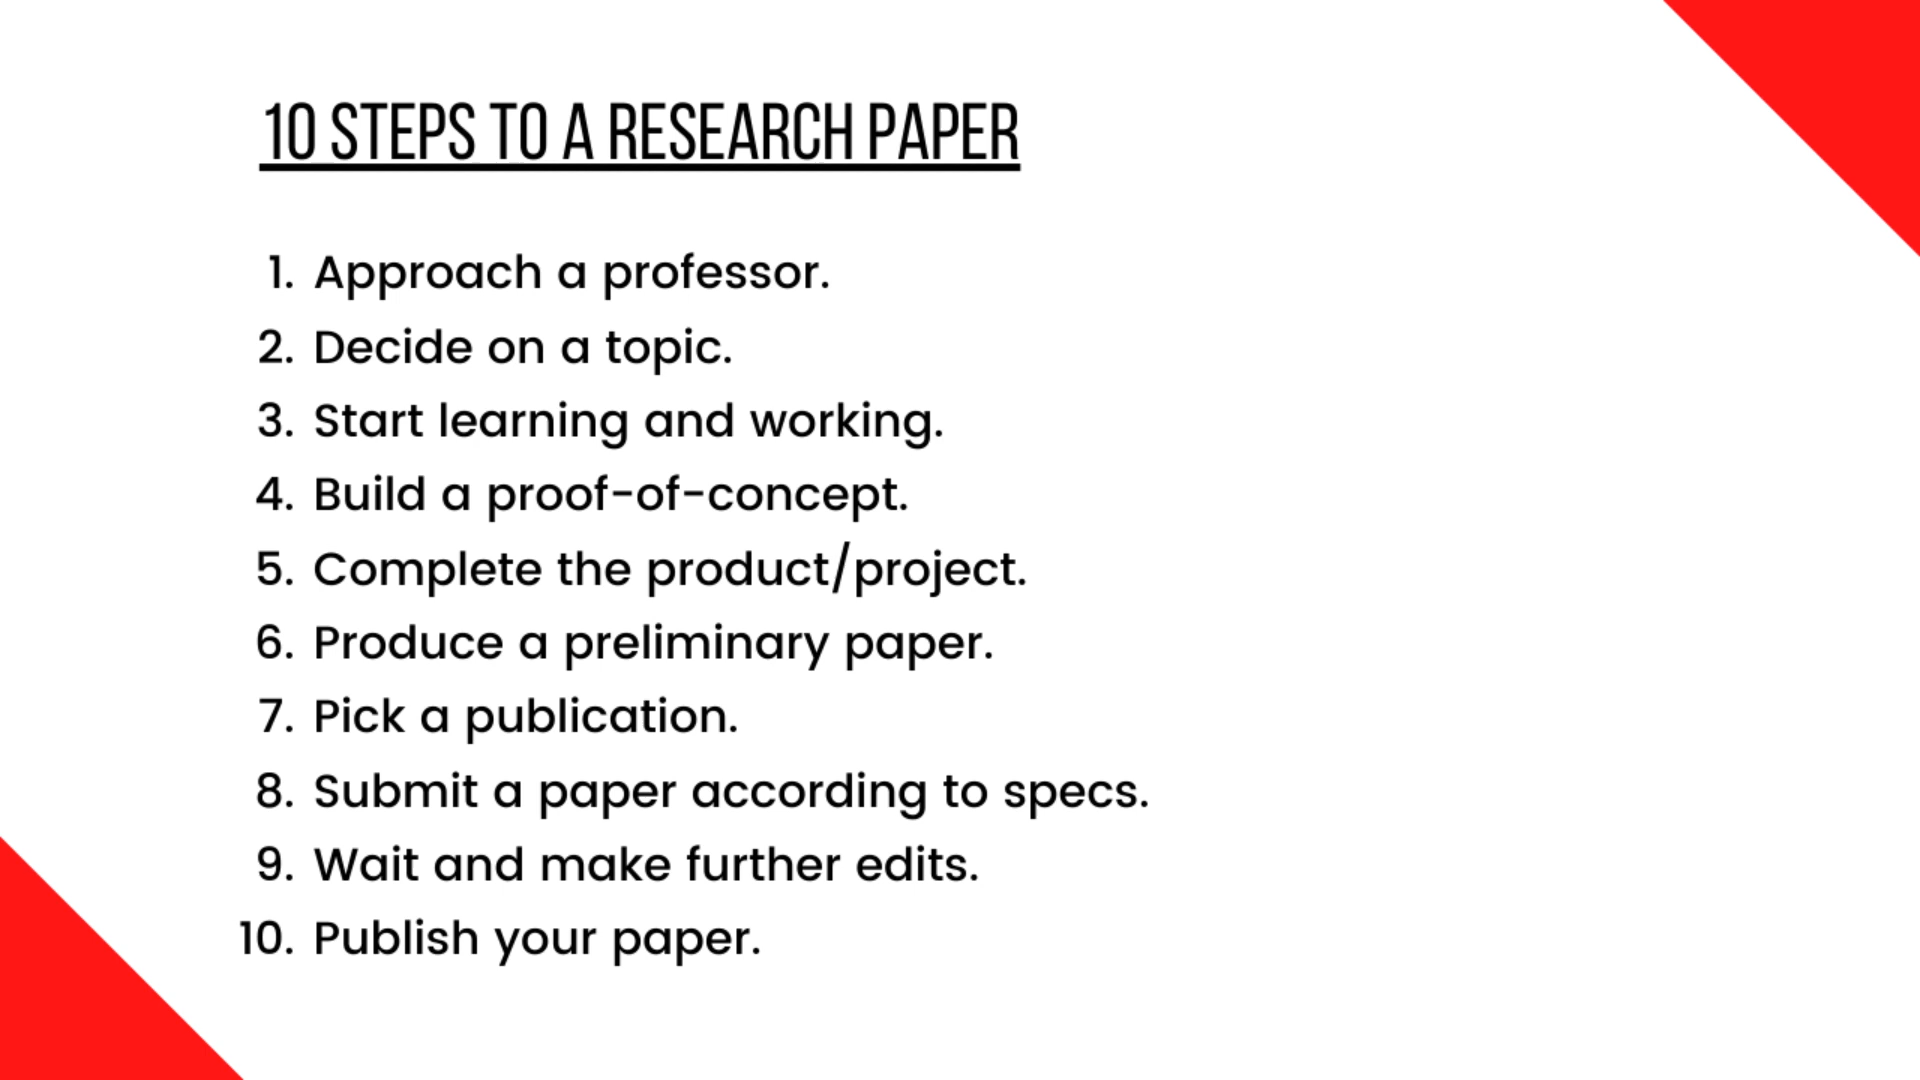 10 STEPS TO A RESEARCH PAPER
1. Approach a professor.
2. Decide on a topic.
3. Start learning and working.
4. Build a proof-of-concept.
5. Complete the product/project.
6. Produce a preliminary paper.
7. Pick a publication.
8. Submit a paper according to specs.
9. Wait and make further edits.
10. Publish your paper.